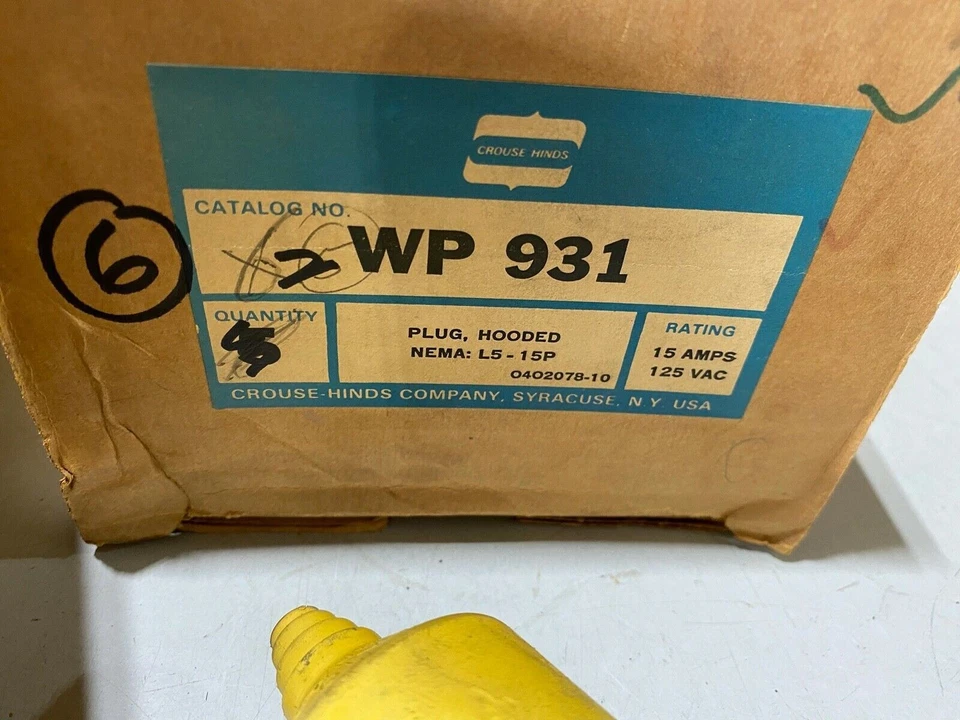 CROUSE HINDS
CATALOG NO.
6
WP 931
QUANTITY
PLUG, HOODED
NEMA: L5-15P
0402078-10
RATING
15 AMPS
125 VAC
CROUSE-HINDS COMPANY, SYRACUSE, N.Y. USA